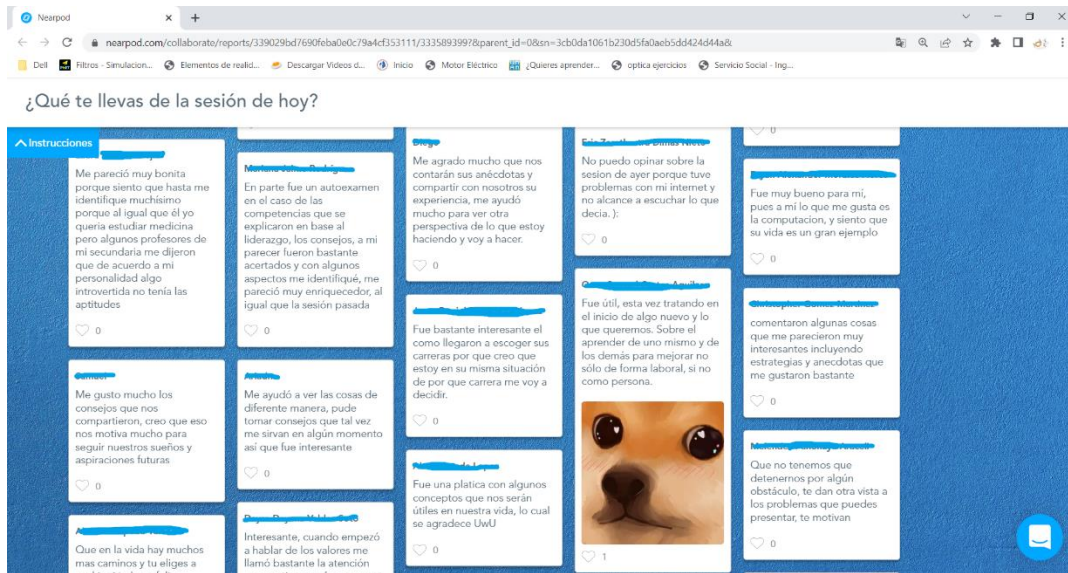 Nearpod
nearpod.com/collaborate/reports/339029bd7690feba0e0c79a4cf353111/333589399?&parent_id=0&sn=3cb0da1061b230d5fa0aeb5dd424d44a&
Dell
Filtros - Simulacion...
Elementos de realid...
Descargar Videos d...
Inicio
Motor Eléctrico
¿Quieres aprender...
optica ejercicios
Servicio Social - Ing...
¿Qué te llevas de la sesión de hoy?
Instrucciones
Me pareció muy bonita
porque siento que hasta me
identifique muchísimo
porque al igual que él yo
queria estudiar medicina
pero algunos profesores de
mi secundaria me dijeron
que de acuerdo a mi
personalidad algo
introvertida no tenía las
aptitudes
0
Me gusto mucho los
consejos que nos
compartieron, creo que eso
nos motiva mucho para
seguir nuestros sueños y
aspiraciones futuras
0
Que en la vida hay muchos
mas caminos y tu eliges a
En parte fue un autoexamen
en el caso de las
competencias que se
explicaron en base al
liderazgo, los consejos, a mi
parecer fueron bastante
acertados y con algunos
aspectos me identifiqué, me
pareció muy enriquecedor, al
igual que la sesión pasada
0
Me ayudó a ver las cosas de
diferente manera, pude
tomar consejos que tal vez
me sirvan en algún momento
así que fue interesante
0
Interesante, cuando empezó
a hablar de los valores me
llamó bastante la atención
Me agrado mucho que nos
contarán sus anécdotas y
compartir con nosotros su
experiencia, me ayudó
mucho para ver otra
perspectiva de lo que estoy
haciendo y voy a hacer.
0
Fue bastante interesante el
como llegaron a escoger sus
carreras por que creo que
estoy en su misma situación
de por que carrera me voy a
decidir.
0
Fue una platica con algunos
conceptos que nos serán
útiles en nuestra vida, lo cual
se agradece UwU
0
No puedo opinar sobre la
sesion de ayer porque tuve
problemas con mi internet y
no alcance a escuchar lo que
decia. ):
0
Fue útil, esta vez tratando en
el inicio de algo nuevo y lo
que queremos. Sobre el
aprender de uno mismo y de
los demás para mejorar no
sólo de forma laboral, si no
como persona.
1
0
Fue muy bueno para mí,
pues a mí lo que me gusta es
la computacion, y siento que
su vida es un gran ejemplo
0
comentaron algunas cosas
que me parecieron muy
interesantes incluyendo
estrategias y anecdotas que
me gustaron bastante
0
Que no tenemos que
detenernos por algún
obstáculo, te dan otra vista a
los problemas que puedes
presentar, te motivan
0